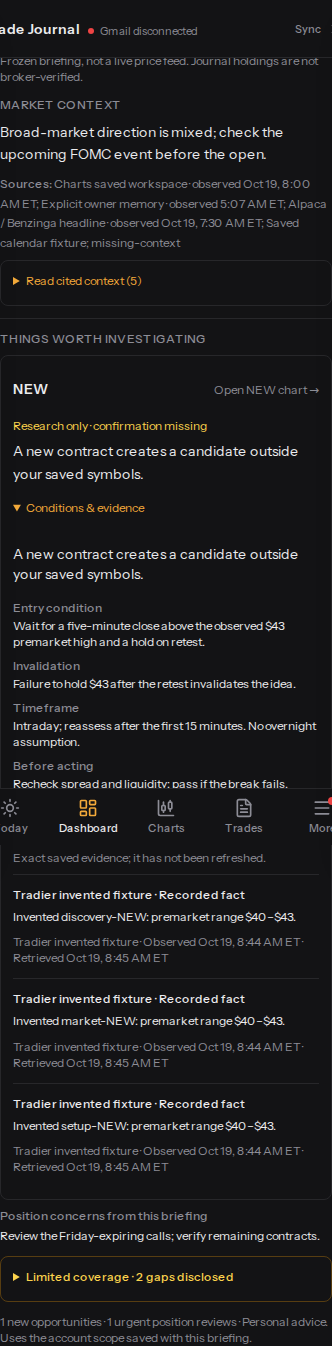 ade Journal Gmail disconnected Sync
Frozen briefing, not a live price feed. Journal holdings are not
broker-verified.
MARKET CONTEXT
Broad-market direction is mixed; check the
upcoming FOMC event before the open.
Sources: Charts saved workspace · observed Oct 19, 8:00
AM ET; Explicit owner memory · observed 5:07 AM ET; Alpaca
/ Benzinga headline · observed Oct 19, 7:30 AM ET; Saved
calendar fixture; missing-context
▶ Read cited context (5)
THINGS WORTH INVESTIGATING
NEW Open NEW chart →
Research only · confirmation missing
A new contract creates a candidate outside
your saved symbols.
▼ Conditions & evidence
A new contract creates a candidate outside
your saved symbols.
Entry condition
Wait for a five-minute close above the observed $43
premarket high and a hold on retest.
Invalidation
Failure to hold $43 after the retest invalidates the idea.
Timeframe
Intraday; reassess after the first 15 minutes. No overnight
assumption.
Before acting
Recheck spread and liquidity; pass if the break fails.
oday Dashboard Charts Trades More
Exact saved evidence; it has not been refreshed.
Tradier invented fixture · Recorded fact
Invented discovery-NEW: premarket range $40–$43.
Tradier invented fixture · Observed Oct 19, 8:44 AM ET ·
Retrieved Oct 19, 8:45 AM ET
Tradier invented fixture · Recorded fact
Invented market-NEW: premarket range $40–$43.
Tradier invented fixture · Observed Oct 19, 8:44 AM ET ·
Retrieved Oct 19, 8:45 AM ET
Tradier invented fixture · Recorded fact
Invented setup-NEW: premarket range $40–$43.
Tradier invented fixture · Observed Oct 19, 8:44 AM ET ·
Retrieved Oct 19, 8:45 AM ET
Position concerns from this briefing
Review the Friday-expiring calls; verify remaining contracts.
▶ Limited coverage · 2 gaps disclosed
1 new opportunities · 1 urgent position reviews · Personal advice.
Uses the account scope saved with this briefing.